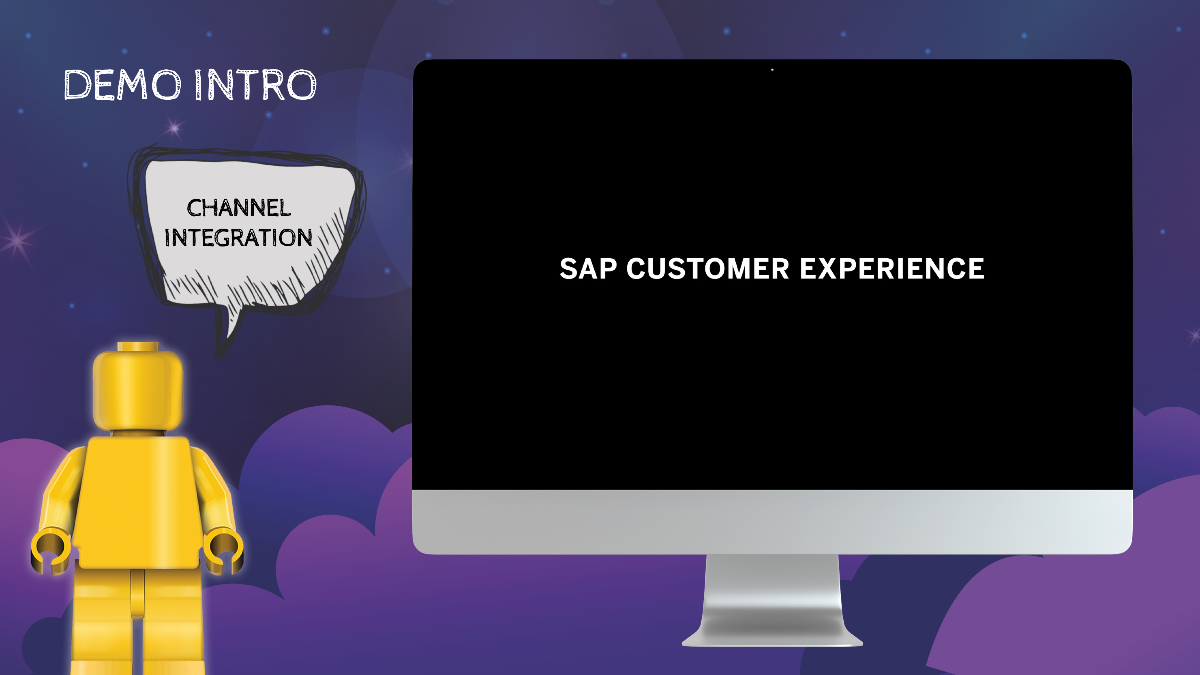 DEMO INTRO
CHANNEL
INTEGRATION
SAP CUSTOMER EXPERIENCE